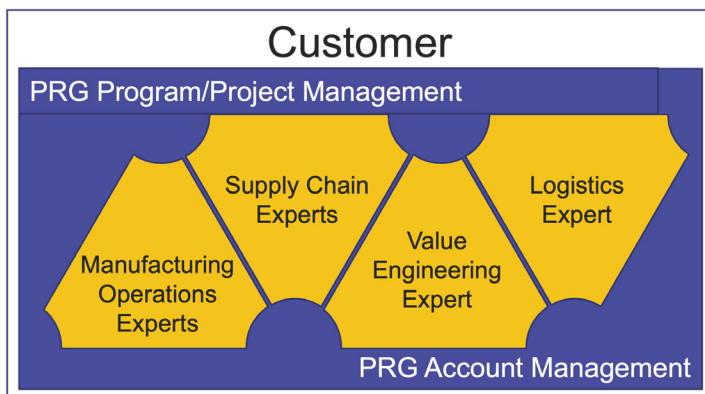 Customer
PRG Program/Project Management
Supply Chain
Experts
Logistics
Expert
Manufacturing
Operations
Experts
Value
Engineering
Expert
PRG Account Management